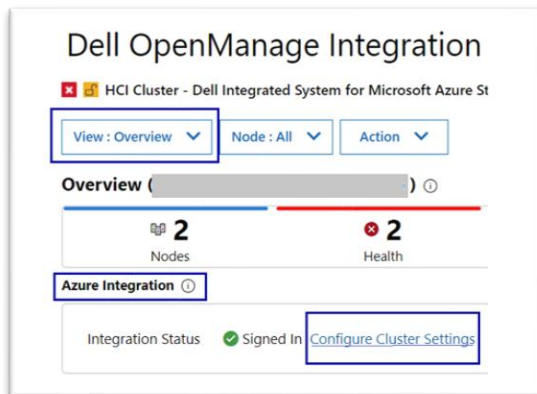 Dell OpenManage Integration
HCI Cluster - Dell Integrated System for Microsoft Azure St
View : Overview Node : All Action
Overview ( )
2 2
Nodes Health
Azure Integration
Integration Status Signed In Configure Cluster Settings